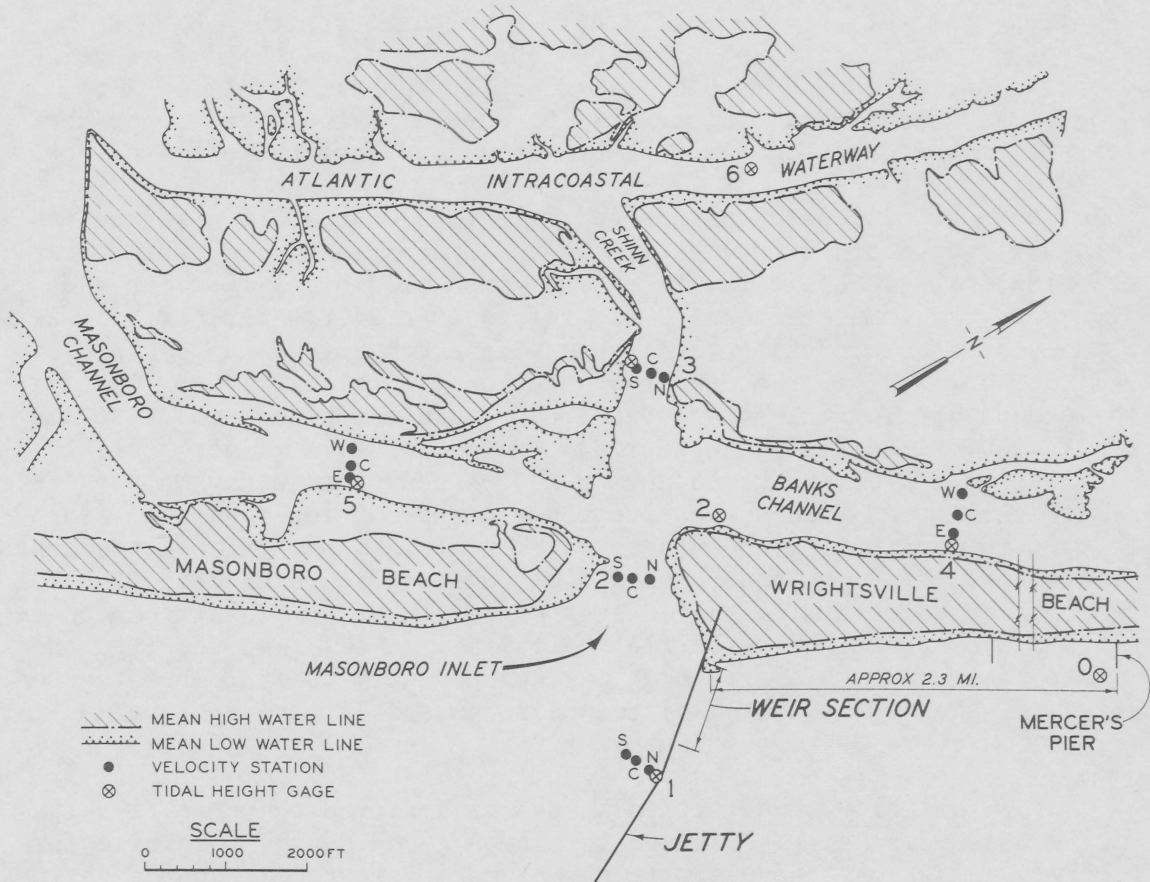 ATLANTIC INTRACOASTAL WATERWAY
6
SHINN
CREEK
N
MASONBORO
CHANNEL
C
S
N
3
W
C
E
5
BANKS
CHANNEL
2
W
C
E
4
S
N
2
C
MASONBORO BEACH
WRIGHTSVILLE BEACH
MASONBORO INLET
APPROX 2.3 MI.
0
WEIR SECTION
MERCER'S
PIER
MEAN HIGH WATER LINE
MEAN LOW WATER LINE
VELOCITY STATION
TIDAL HEIGHT GAGE
S
N
C
1
JETTY
SCALE
0 1000 2000 FT